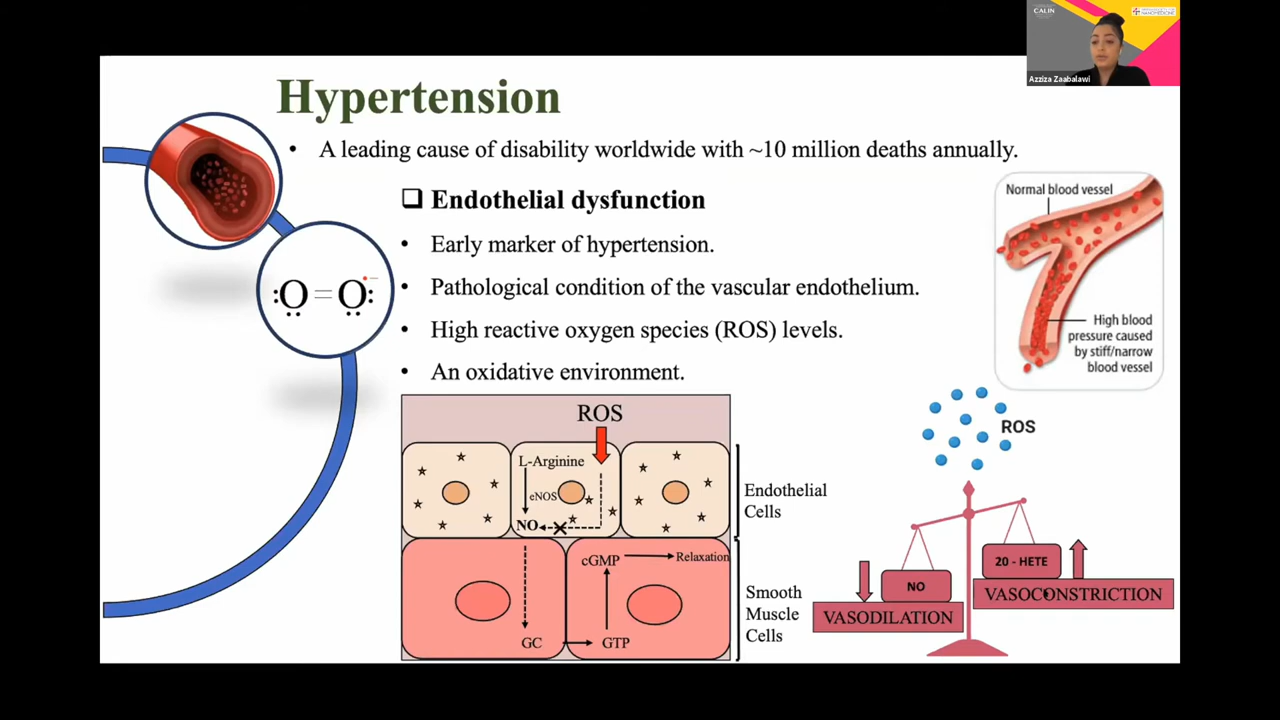 CALIN
NANOMEDICINE
Azziza Zaabalawi
Hypertension
• A leading cause of disability worldwide with ~10 million deaths annually.
❑ Endothelial dysfunction
• Early marker of hypertension.
• Pathological condition of the vascular endothelium.
• High reactive oxygen species (ROS) levels.
• An oxidative environment.
:O=O:
Normal blood vessel
High blood
pressure caused
by stiff/narrow
blood vessel
ROS
L-Arginine
eNOS
NO
cGMP
Relaxation
GC
GTP
Endothelial
Cells
Smooth
Muscle
Cells
ROS
NO
20 - HETE
VASODILATION
VASOCONSTRICTION